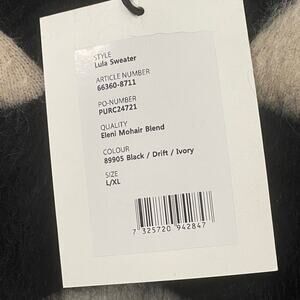 STYLE
Lula Sweater
ARTICLE NUMBER
66360-8711
PO-NUMBER
PURC24721
QUALITY
Eleni Mohair Blend
COLOUR
89905 Black / Drift / Ivory
SIZE
L/XL
7 325720 942847